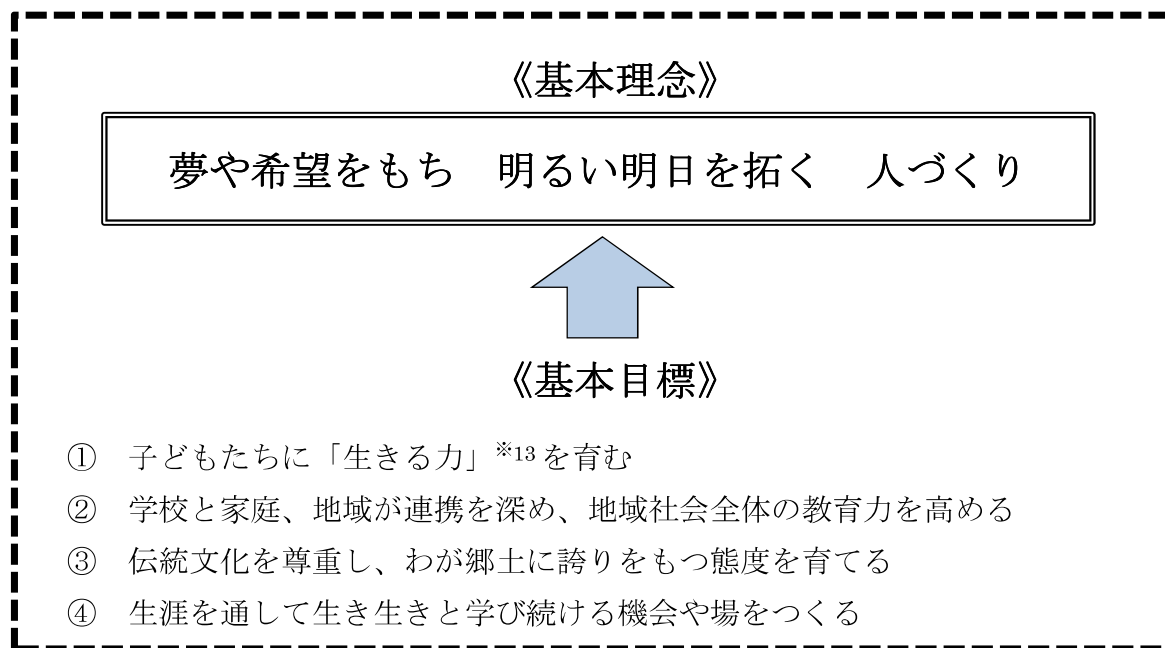 《基本理念》
夢や希望をもち　明るい明日を拓く　人づくり
《基本目標》
①　子どもたちに「生きる力」※13を育む
②　学校と家庭、地域が連携を深め、地域社会全体の教育力を高める
③　伝統文化を尊重し、わが郷土に誇りをもつ態度を育てる
④　生涯を通して生き生きと学び続ける機会や場をつくる